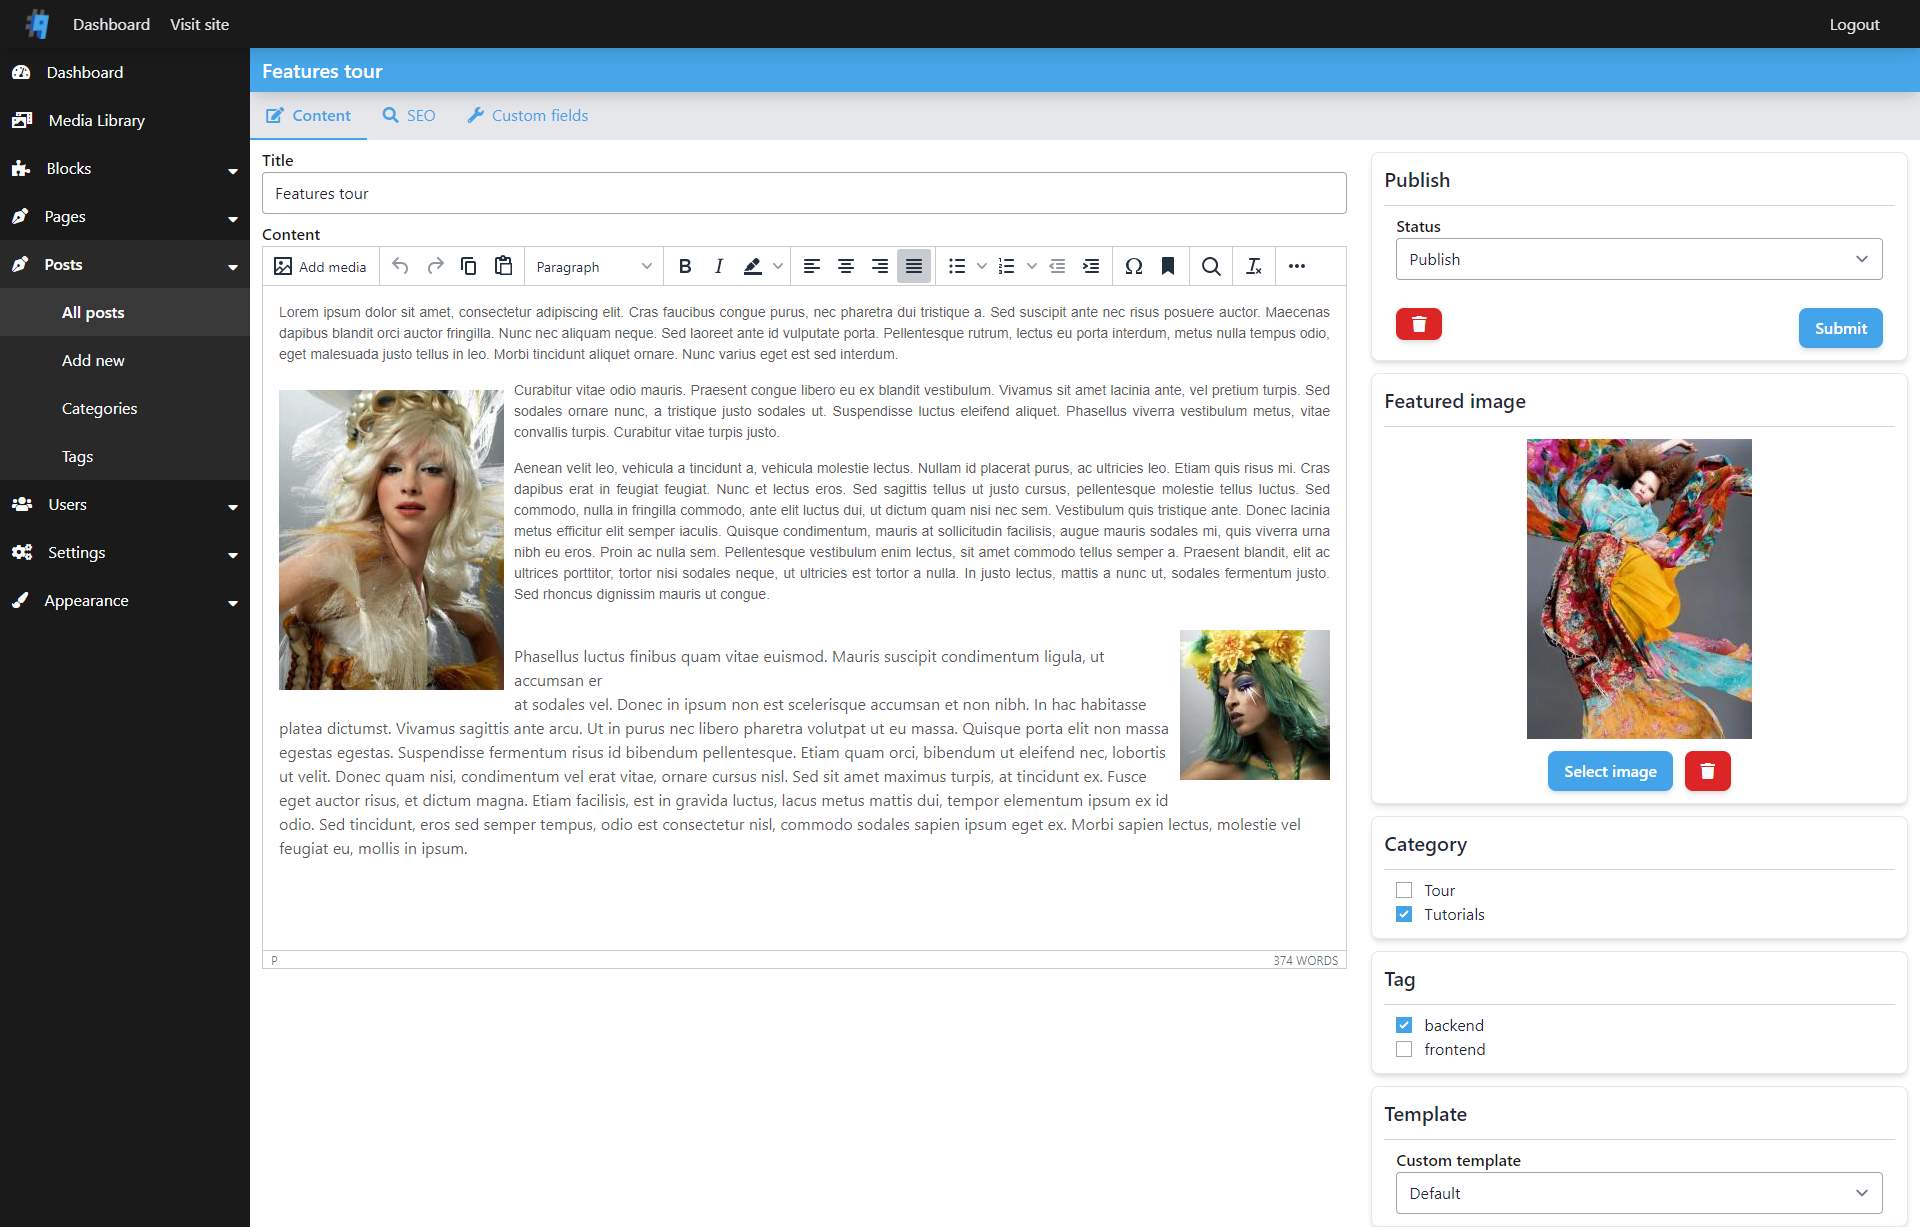 Dashboard Visit site Logout
Dashboard
Media Library
Blocks
Pages
Posts
All posts
Add new
Categories
Tags
Users
Settings
Appearance
Features tour
Content SEO Custom fields
Title
Features tour
Content
Add media Paragraph B I
Lorem ipsum dolor sit amet, consectetur adipiscing elit. Cras faucibus congue purus, nec pharetra dui tristique a. Sed suscipit ante nec risus posuere auctor. Maecenas
dapibus blandit orci auctor fringilla. Nunc nec aliquam neque. Sed laoreet ante id vulputate porta. Pellentesque rutrum, lectus eu porta interdum, metus nulla tempus odio,
eget malesuada justo tellus in leo. Morbi tincidunt aliquet ornare. Nunc varius eget est sed interdum.
Curabitur vitae odio mauris. Praesent congue libero eu ex blandit vestibulum. Vivamus sit amet lacinia ante, vel pretium turpis. Sed
sodales ornare nunc, a tristique justo sodales ut. Suspendisse luctus eleifend aliquet. Phasellus viverra vestibulum metus, vitae
convallis turpis. Curabitur vitae turpis justo.
Aenean velit leo, vehicula a tincidunt a, vehicula molestie lectus. Nullam id placerat purus, ac ultricies leo. Etiam quis risus mi. Cras
dapibus erat in feugiat feugiat. Nunc et lectus eros. Sed sagittis tellus ut justo cursus, pellentesque molestie tellus luctus. Sed
commodo, nulla in fringilla commodo, ante elit luctus dui, ut dictum quam nisi nec sem. Vestibulum quis tristique ante. Donec lacinia
metus efficitur elit semper iaculis. Quisque condimentum, mauris at sollicitudin facilisis, augue mauris sodales mi, quis viverra urna
nibh eu eros. Proin ac nulla sem. Pellentesque vestibulum enim lectus, sit amet commodo tellus semper a. Praesent blandit, elit ac
ultrices porttitor, tortor nisi sodales neque, ut ultricies est tortor a nulla. In justo lectus, mattis a nunc ut, sodales fermentum justo.
Sed rhoncus dignissim mauris ut congue.
Phasellus luctus finibus quam vitae euismod. Mauris suscipit condimentum ligula, ut
accumsan er
at sodales vel. Donec in ipsum non est scelerisque accumsan et non nibh. In hac habitasse
platea dictumst. Vivamus sagittis ante arcu. Ut in purus nec libero pharetra volutpat ut eu massa. Quisque porta elit non massa
egestas egestas. Suspendisse fermentum risus id bibendum pellentesque. Etiam quam orci, bibendum ut eleifend nec, lobortis
ut velit. Donec quam nisi, condimentum vel erat vitae, ornare cursus nisl. Sed sit amet maximus turpis, at tincidunt ex. Fusce
eget auctor risus, et dictum magna. Etiam facilisis, est in gravida luctus, lacus metus mattis dui, tempor elementum ipsum ex id
odio. Sed tincidunt, eros sed semper tempus, odio est consectetur nisl, commodo sodales sapien ipsum eget ex. Morbi sapien lectus, molestie vel
feugiat eu, mollis in ipsum.
P 374 WORDS
Publish
Status
Publish
Submit
Featured image
Select image
Category
Tour
Tutorials
Tag
backend
frontend
Template
Custom template
Default